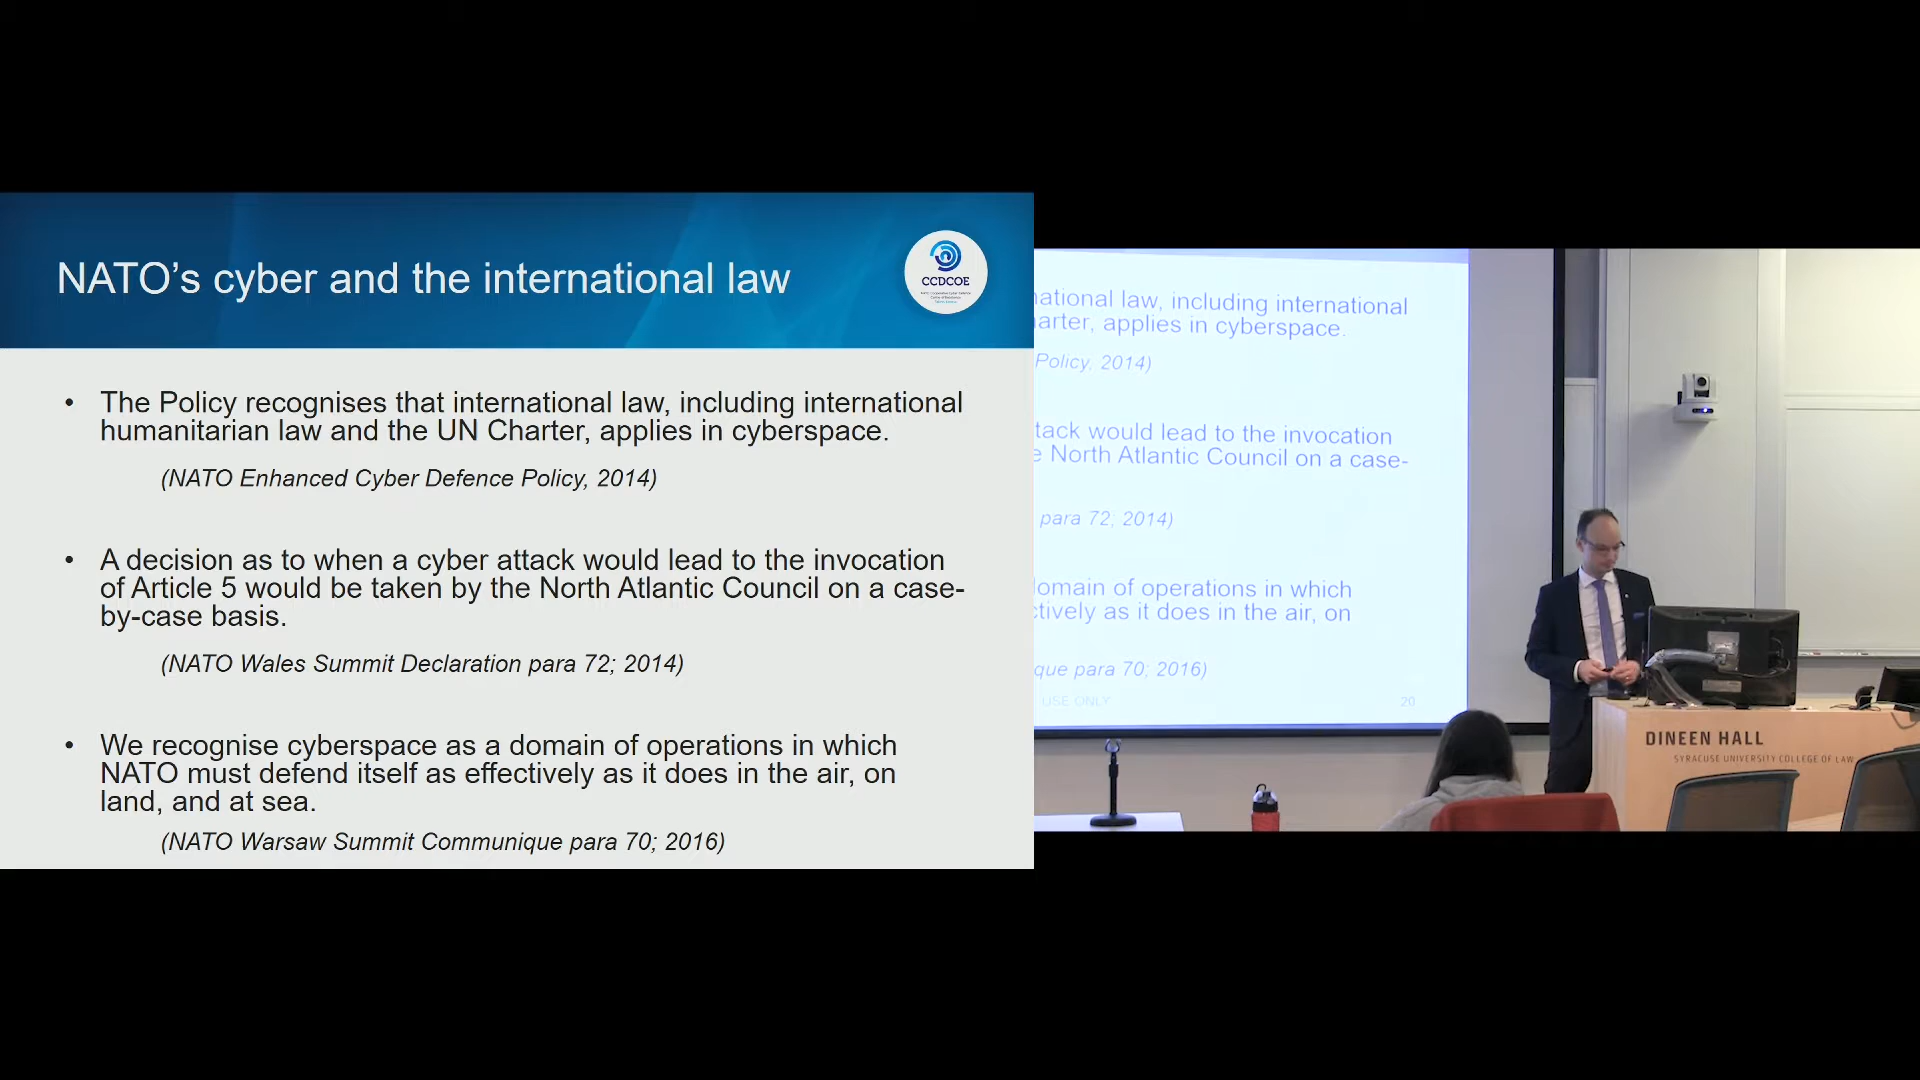 NATO’s cyber and the international law
CCDCOE
• The Policy recognises that international law, including international
humanitarian law and the UN Charter, applies in cyberspace.
(NATO Enhanced Cyber Defence Policy, 2014)
• A decision as to when a cyber attack would lead to the invocation
of Article 5 would be taken by the North Atlantic Council on a case-
by-case basis.
(NATO Wales Summit Declaration para 72; 2014)
• We recognise cyberspace as a domain of operations in which
NATO must defend itself as effectively as it does in the air, on
land, and at sea.
(NATO Warsaw Summit Communique para 70; 2016)
national law, including international
harter, applies in cyberspace.
Policy, 2014)
tack would lead to the invocation
e North Atlantic Council on a case-
para 72; 2014)
domain of operations in which
ctively as it does in the air, on
que para 70; 2016)
USE ONLY
20
DINEEN HALL
SYRACUSE UNIVERSITY COLLEGE OF LAW